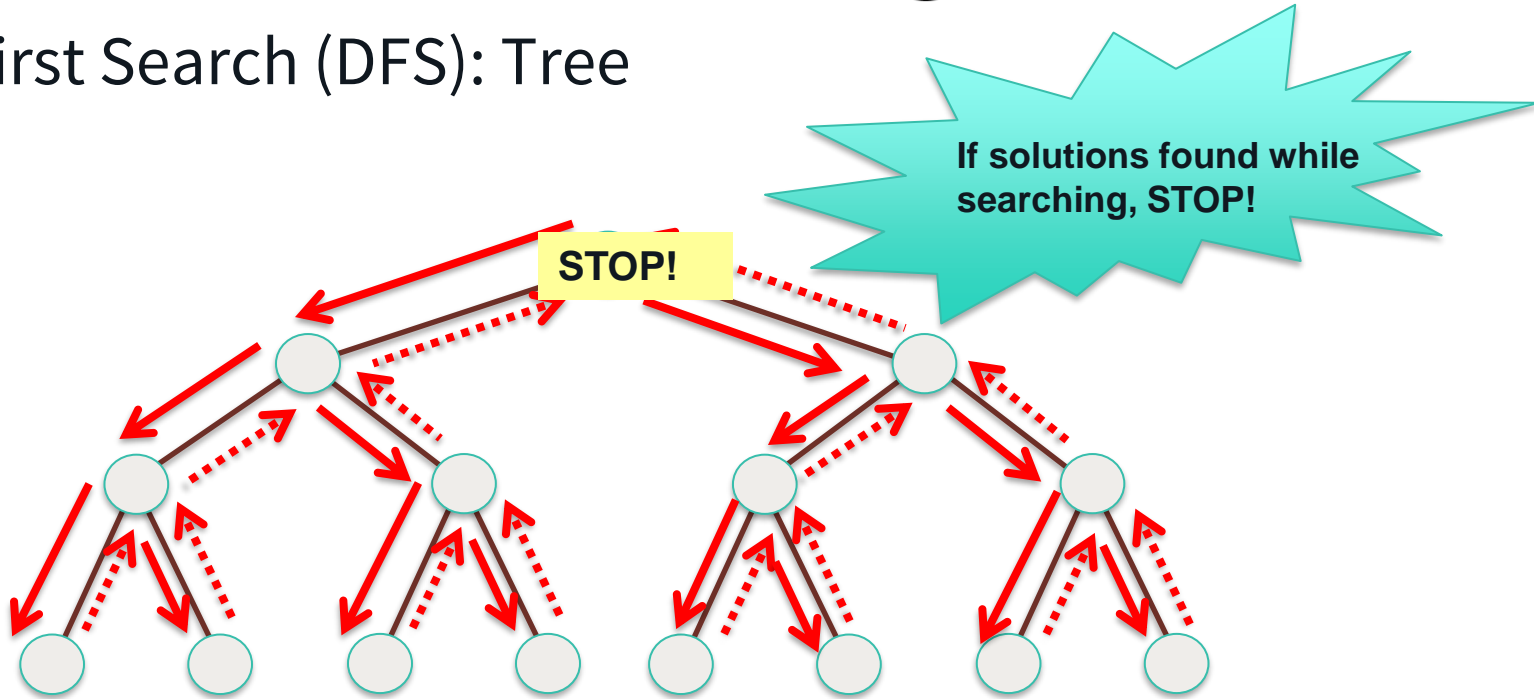 irst Search (DFS): Tree
If solutions found while
searching, STOP!
STOP!